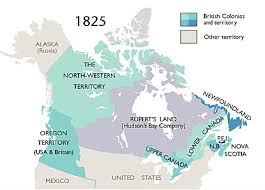 1825
British Colonies
and territory
Other territory
ALASKA
(Russia)
THE
NORTH-WESTERN
TERRITORY
RUPERT'S LAND
(Hudson's Bay Company)
NEWFOUNDLAND
OREGON
TERRITORY
(USA & Britain)
UPPER CANADA
LOWER CANADA
P.E.I.
N.B.
NOVA
SCOTIA
MEXICO
UNITED STATES